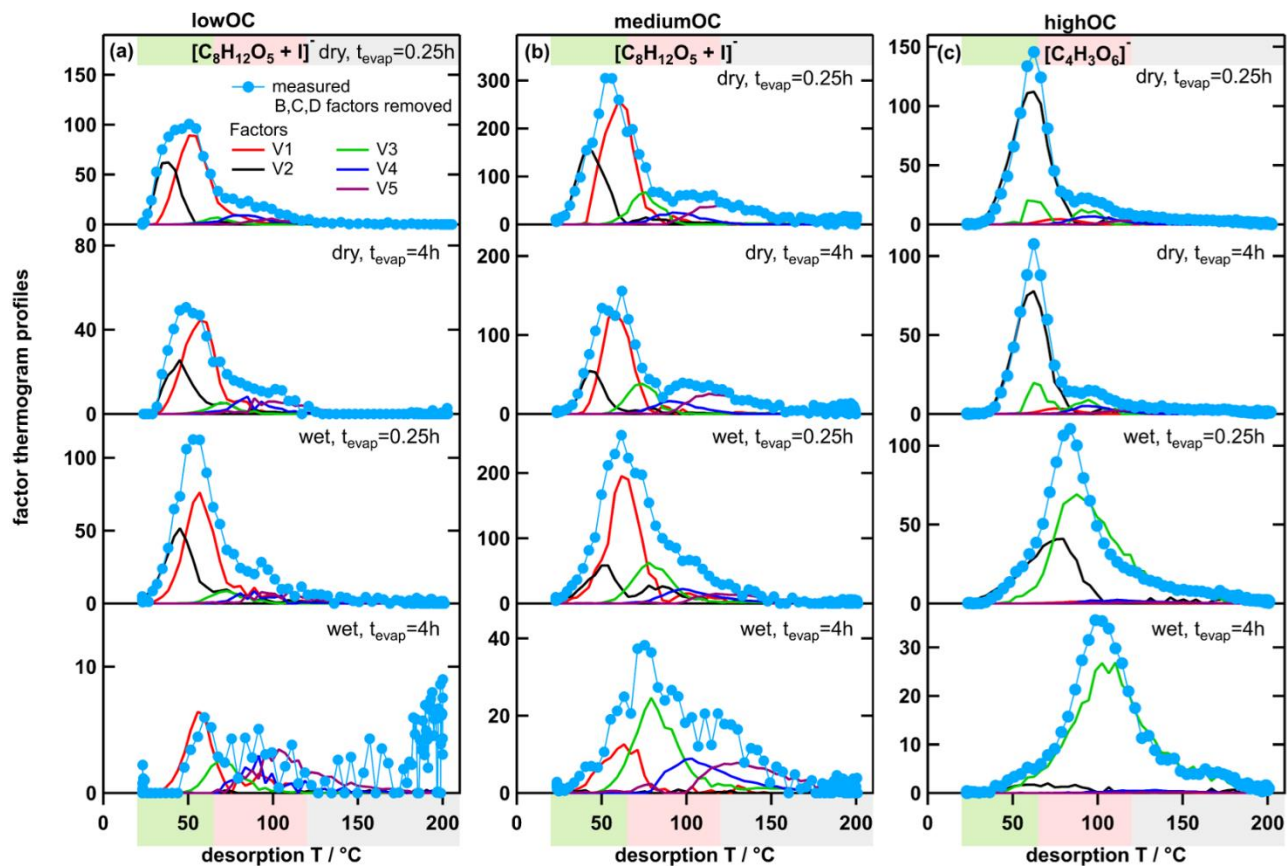 lowOC
mediumOC
highOC
factor thermogram profiles
(a)
[C₈H₁₂O₅ + I]⁻
dry, tₑᵥₐₚ=0.25h
measured
B,C,D factors removed
Factors
V1
V2
V3
V4
V5
150
100
50
0
dry, tₑᵥₐₚ=4h
80
40
0
wet, tₑᵥₐₚ=0.25h
100
50
0
wet, tₑᵥₐₚ=4h
10
0
0
50
100
150
200
desorption T / °C
(b)
[C₈H₁₂O₅ + I]⁻
dry, tₑᵥₐₚ=0.25h
300
200
100
0
dry, tₑᵥₐₚ=4h
200
100
0
wet, tₑᵥₐₚ=0.25h
200
100
0
wet, tₑᵥₐₚ=4h
40
20
0
0
50
100
150
200
desorption T / °C
(c)
[C₄H₃O₆]⁻
dry, tₑᵥₐₚ=0.25h
150
100
50
0
dry, tₑᵥₐₚ=4h
100
50
0
wet, tₑᵥₐₚ=0.25h
100
50
0
wet, tₑᵥₐₚ=4h
30
20
10
0
0
50
100
150
200
desorption T / °C